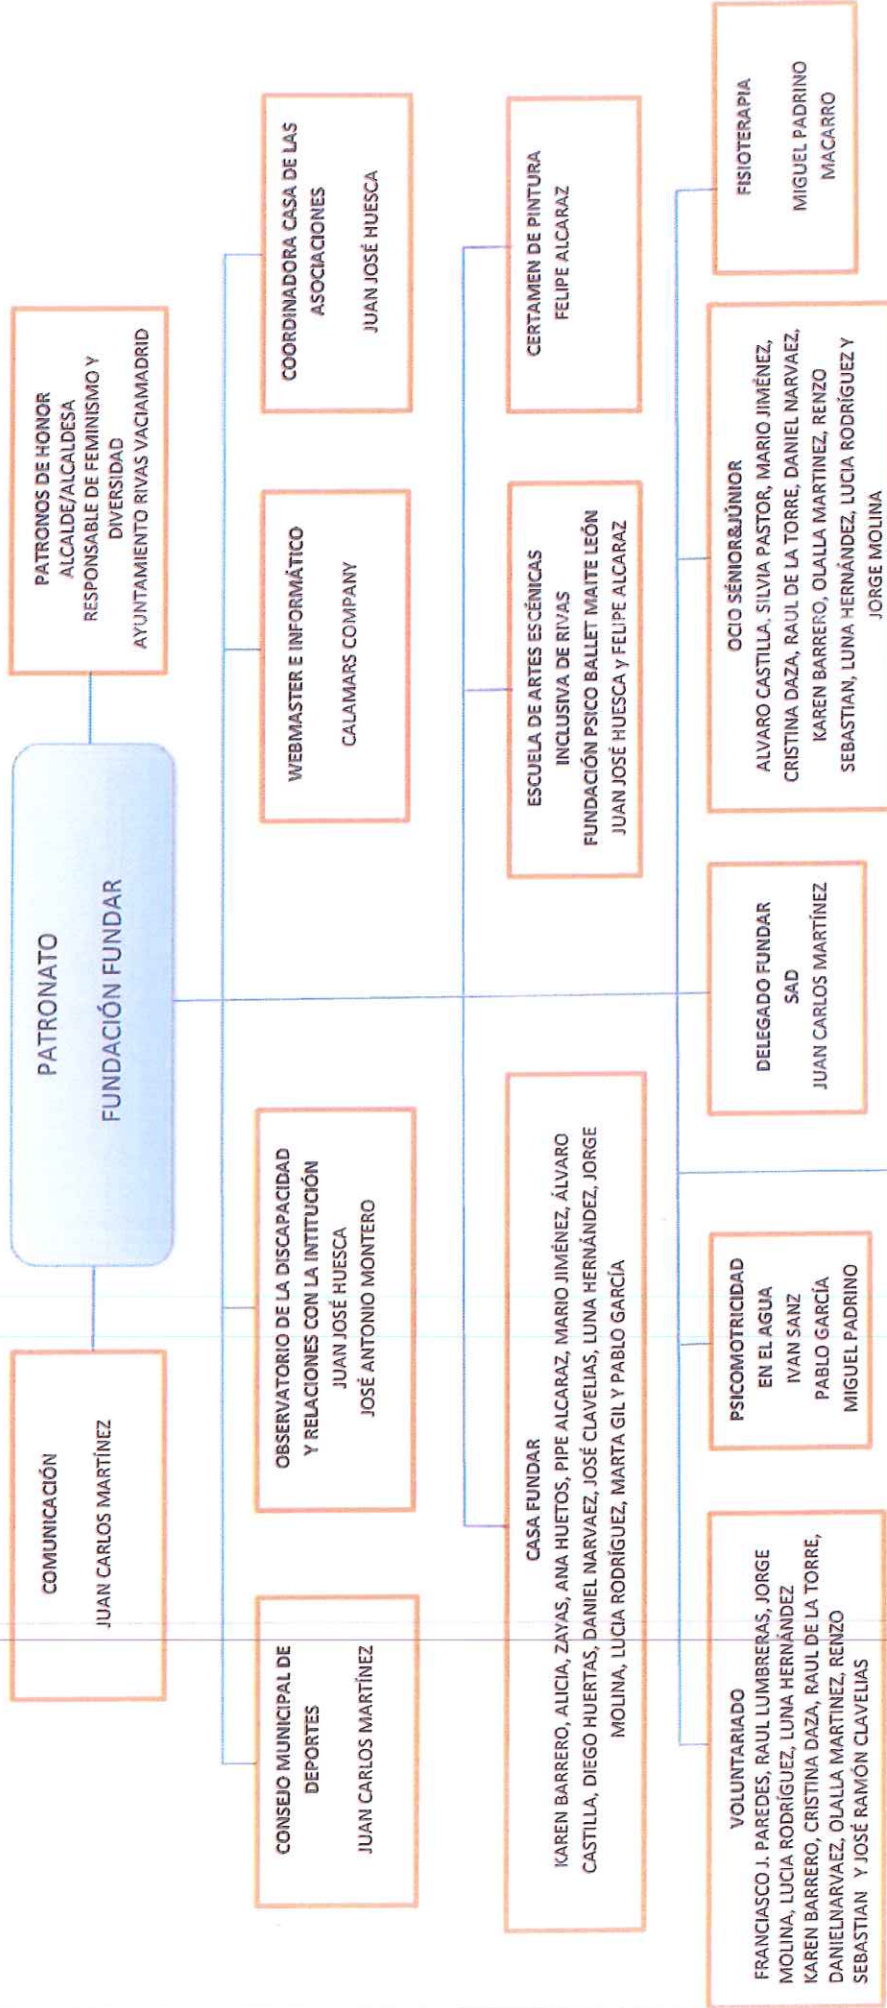 COMUNICACIÓN
JUAN CARLOS MARTÍNEZ
PATRONATO
FUNDACIÓN FUNDAR
PATRONOS DE HONOR
ALCALDE/ALCALDESA
RESPONSABLE DE FEMINISMO Y
DIVERSIDAD
AYUNTAMIENTO RIVAS VACIAMADRID
CONSEJO MUNICIPAL DE
DEPORTES
JUAN CARLOS MARTÍNEZ
OBSERVATORIO DE LA DISCAPACIDAD
Y RELACIONES CON LA INTITUCIÓN
JUAN JOSÉ HUESCA
JOSÉ ANTONIO MONTERO
WEBMASTER E INFORMÁTICO
CALAMARS COMPANY
COORDINADORA CASA DE LAS
ASOCIACIONES
JUAN JOSÉ HUESCA
CASA FUNDAR
KAREN BARRERO, ALICIA, ZAYAS, ANA HUETOS, PIPE ALCARAZ, MARIO JIMÉNEZ, ÁLVARO
CASTILLA, DIEGO HUERTAS, DANIEL NARVAEZ, JOSÉ CLAVELIAS, LUNA HERNÁNDEZ, JORGE
MOLINA, LUCIA RODRÍGUEZ, MARTA GIL Y PABLO GARCÍA
ESCUELA DE ARTES ESCÉNICAS
INCLUSIVA DE RIVAS
FUNDACIÓN PSICO BALLET MAITE LEÓN
JUAN JOSÉ HUESCA y FELIPE ALCARAZ
CERTAMEN DE PINTURA
FELIPE ALCARAZ
VOLUNTARIADO
FRANCIASCO J. PAREDES, RAUL LUMBRERAS, JORGE
MOLINA, LUCIA RODRÍGUEZ, LUNA HERNÁNDEZ
KAREN BARRERO, CRISTINA DAZA, RAUL DE LA TORRE,
DANIELNARVAEZ, OLALLA MARTINEZ, RENZO
SEBASTIAN Y JOSÉ RAMÓN CLAVELIAS
PSICOMOTRICIDAD
EN EL AGUA
IVAN SANZ
PABLO GARCÍA
MIGUEL PADRINO
DELEGADO FUNDAR
SAD
JUAN CARLOS MARTÍNEZ
OCIO SÉNIOR&JÚNIOR
ALVARO CASTILLA, SILVIA PASTOR, MARIO JIMÉNEZ,
CRISTINA DAZA, RAUL DE LA TORRE, DANIEL NARVAEZ,
KAREN BARRERO, OLALLA MARTINEZ, RENZO
SEBASTIAN, LUNA HERNÁNDEZ, LUCIA RODRÍGUEZ Y
JORGE MOLINA
FISIOTERAPIA
MIGUEL PADRINO
MACARRO